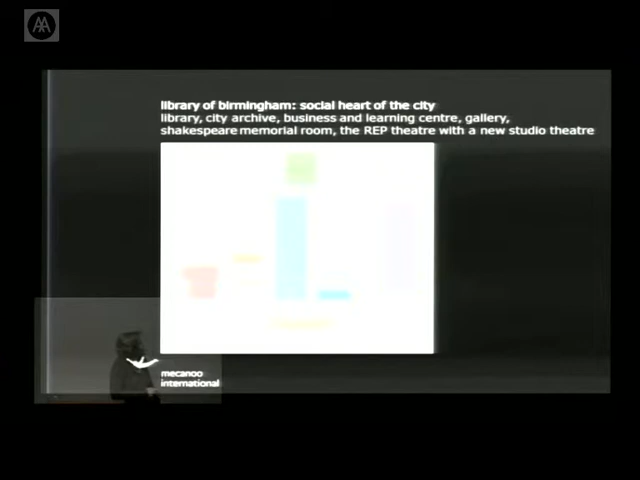 AA
library of birmingham: social heart of the city
library, city archive, business and learning centre, gallery,
shakespeare memorial room, the REP theatre with a new studio theatre
mecanoo
international